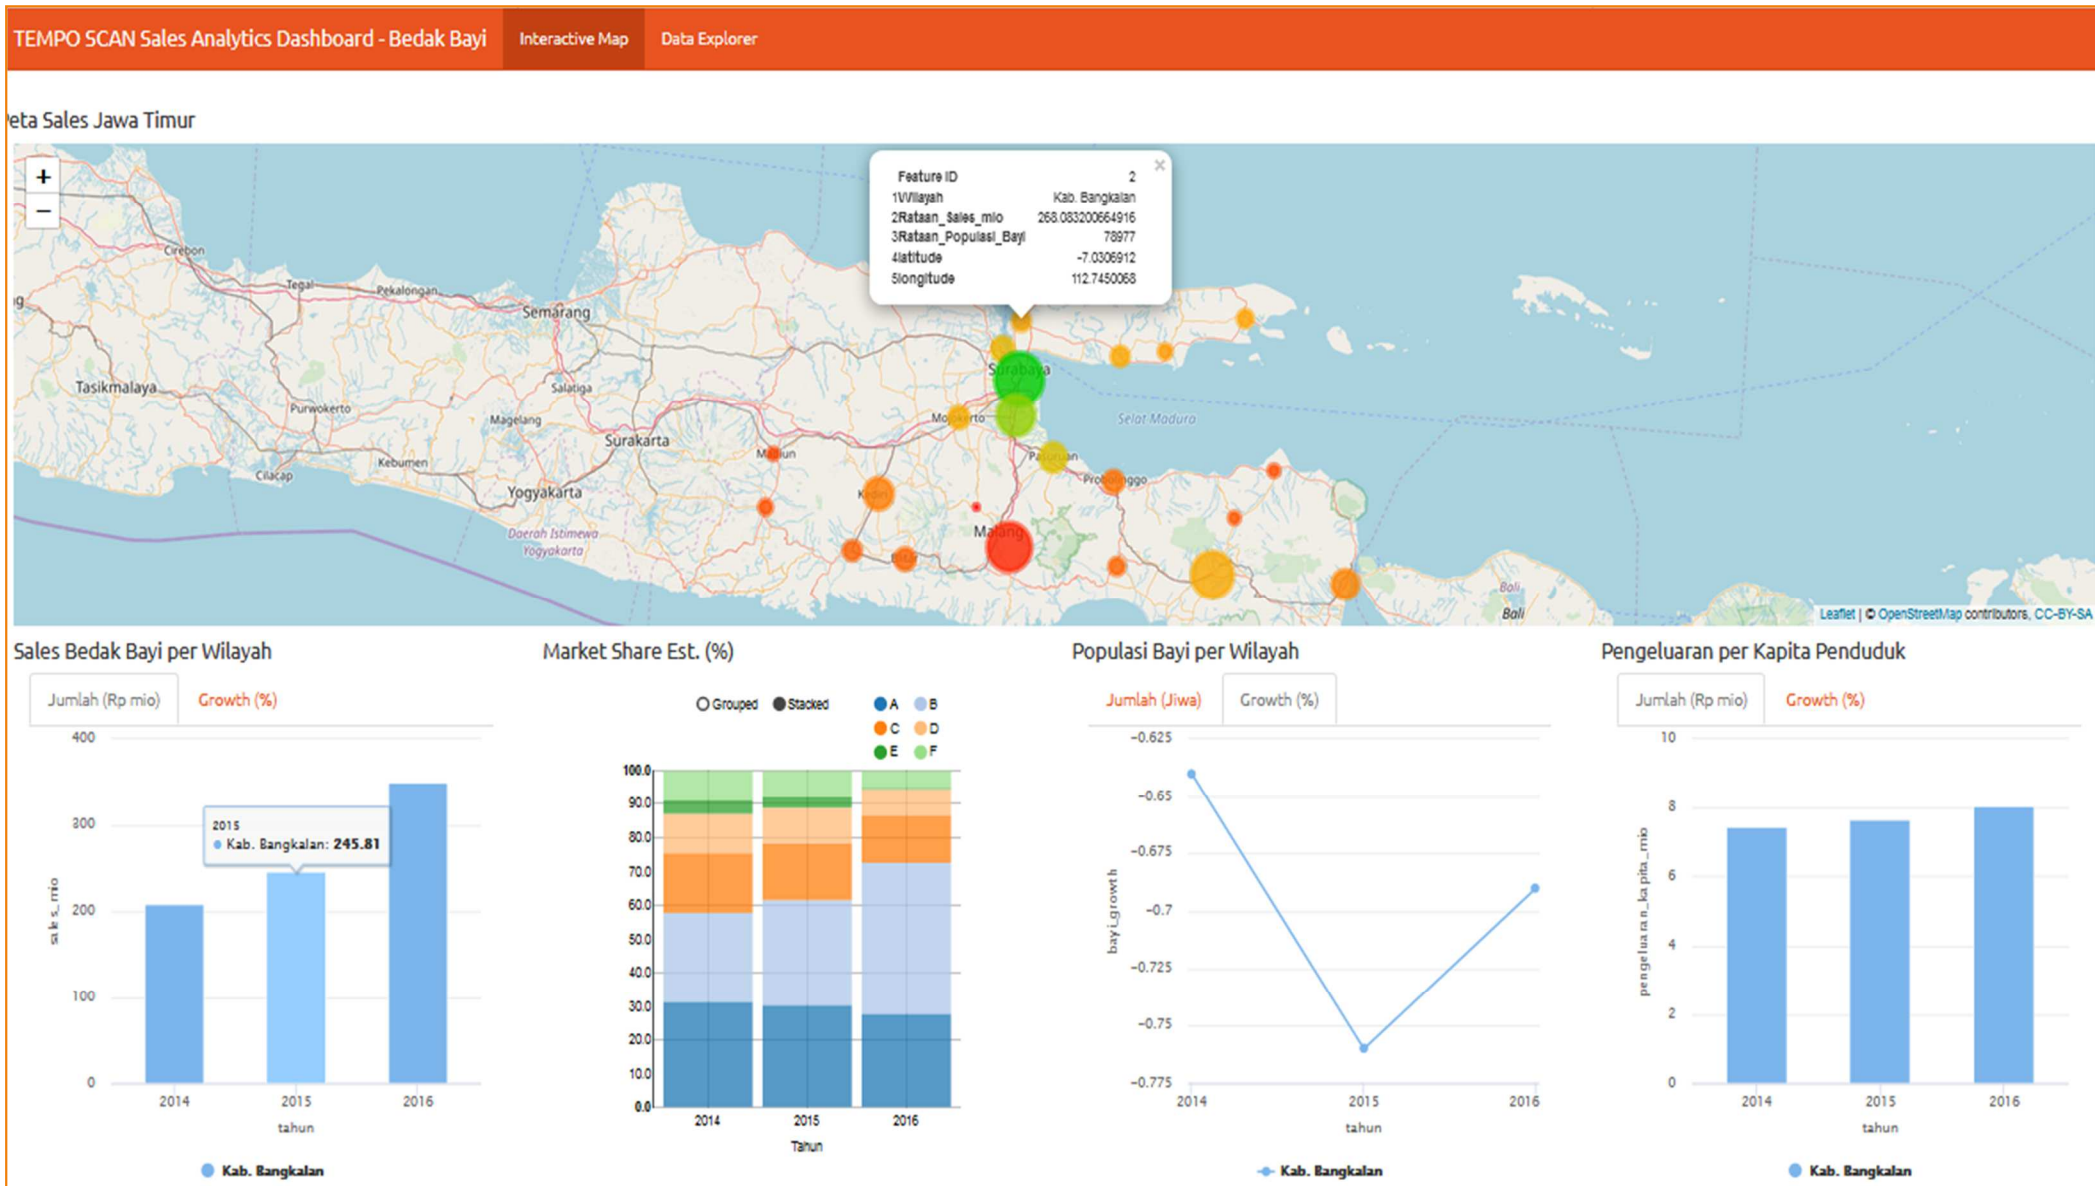 TEMPO SCAN Sales Analytics Dashboard - Bedak Bayi Interactive Map Data Explorer
Peta Sales Jawa Timur
+
−
Feature ID 2
1Wilayah Kab. Bangkalan
2Rataan_Sales_mio 268.083200664916
3Rataan_Populasi_Bayi 78977
4latitude -7.0306912
5longitude 112.7450068
×
Cirebon
Tegal
Pekalongan
Semarang
Tasikmalaya
Purwokerto
Salatiga
Magelang
Surakarta
Cilacap
Kebumen
Yogyakarta
Daerah Istimewa
Yogyakarta
Surabaya
Mojokerto
Selat Madura
Madiun
Pasuruan
Kediri
Probolinggo
Malang
Blitar
Bali
Bali
Leaflet | © OpenStreetMap contributors, CC-BY-SA
Sales Bedak Bayi per Wilayah
Jumlah (Rp mio) Growth (%)
400
300
200
100
0
sales_mio
2015
Kab. Bangkalan: 245.81
2014 2015 2016
tahun
Kab. Bangkalan
Market Share Est. (%)
Grouped Stacked
A B
C D
E F
100.0
90.0
80.0
70.0
60.0
50.0
40.0
30.0
20.0
10.0
0.0
2014 2015 2016
Tahun
Populasi Bayi per Wilayah
Jumlah (Jiwa) Growth (%)
−0.625
−0.65
−0.675
−0.7
−0.725
−0.75
−0.775
bayi_growth
2014 2015 2016
tahun
Kab. Bangkalan
Pengeluaran per Kapita Penduduk
Jumlah (Rp mio) Growth (%)
10
8
6
4
2
0
pengeluaran_kapita_mio
2014 2015 2016
tahun
Kab. Bangkalan